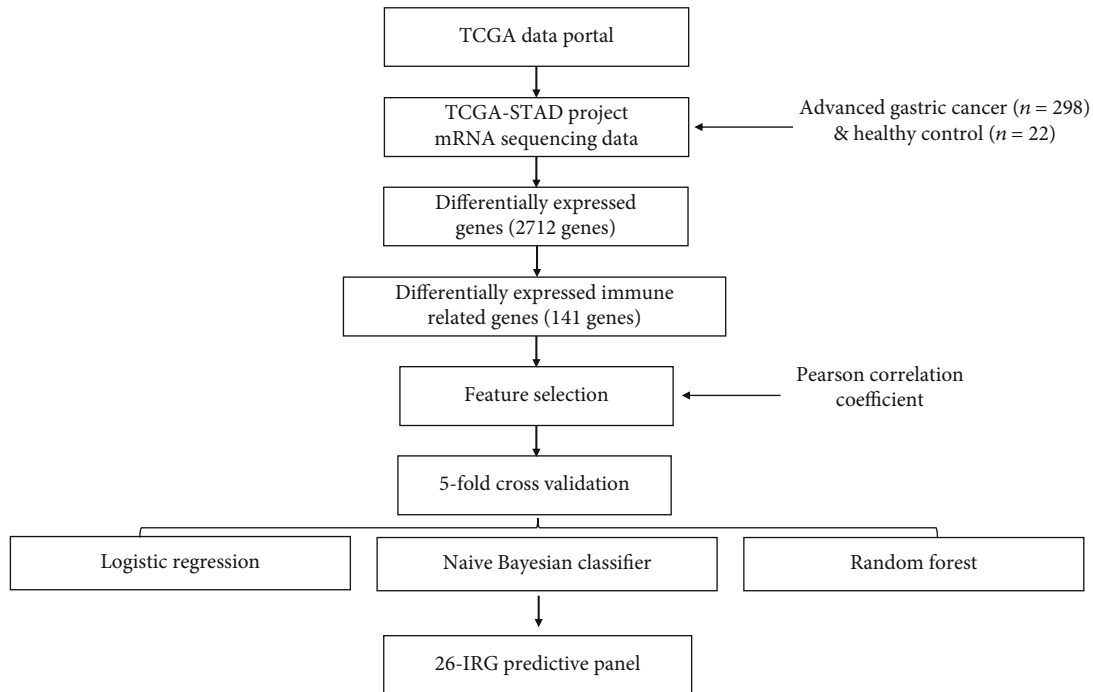 TCGA data portal
TCGA-STAD project
mRNA sequencing data
Advanced gastric cancer (n = 298)
& healthy control (n = 22)
Differentially expressed
genes (2712 genes)
Differentially expressed immune
related genes (141 genes)
Feature selection
Pearson correlation
coefficient
5-fold cross validation
Logistic regression
Naive Bayesian classifier
Random forest
26-IRG predictive panel